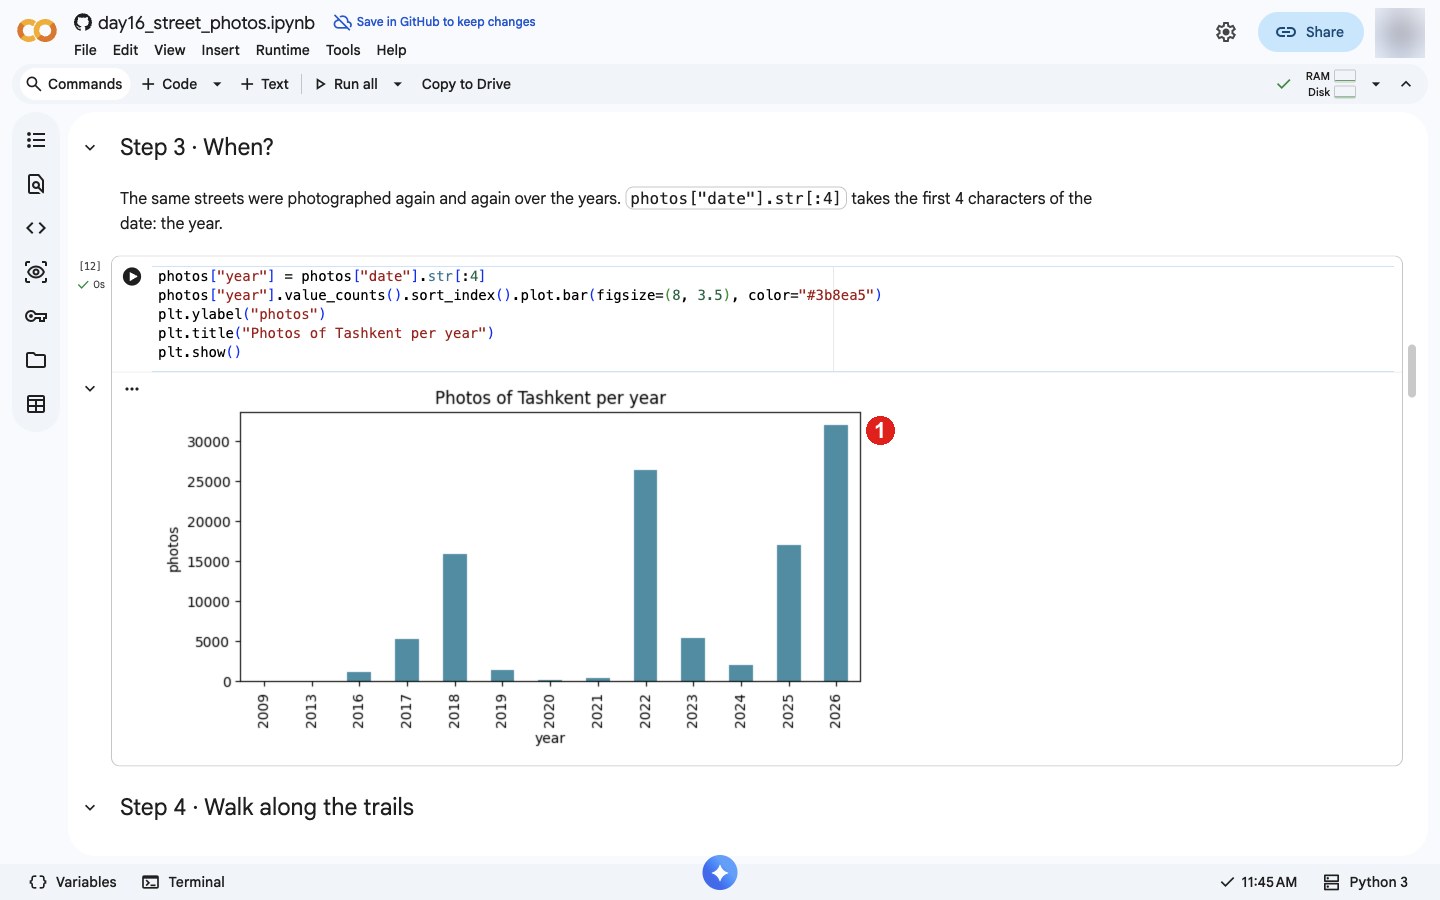 day16_street_photos.ipynb
Save in GitHub to keep changes
Share
File Edit View Insert Runtime Tools Help
Commands + Code + Text Run all Copy to Drive
RAM
Disk
Step 3 · When?
The same streets were photographed again and again over the years. photos["date"].str[:4] takes the first 4 characters of the
date: the year.
[12]
0s
photos["year"] = photos["date"].str[:4]
photos["year"].value_counts().sort_index().plot.bar(figsize=(8, 3.5), color="#3b8ea5")
plt.ylabel("photos")
plt.title("Photos of Tashkent per year")
plt.show()
Photos of Tashkent per year
1
30000
25000
20000
15000
10000
5000
0
photos
2009 2013 2016 2017 2018 2019 2020 2021 2022 2023 2024 2025 2026
year
Step 4 · Walk along the trails
Variables Terminal 11:45 AM Python 3